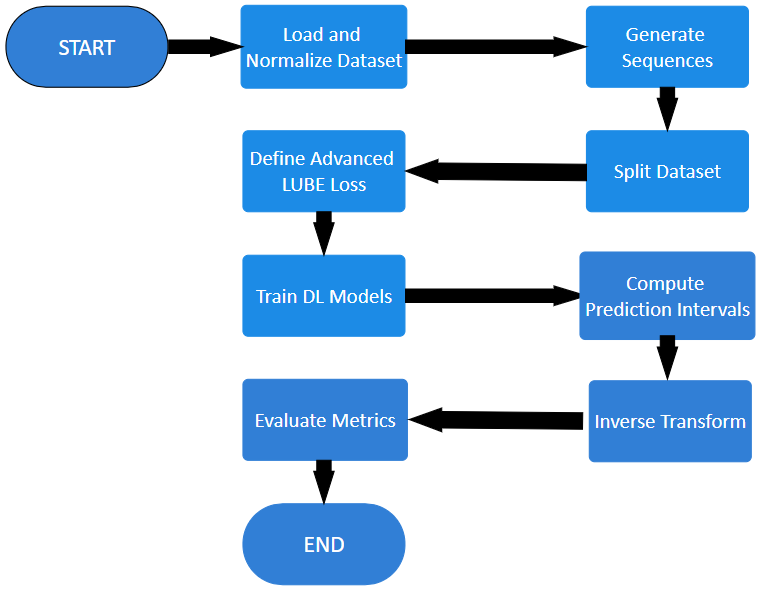 START
Load and
Normalize Dataset
Generate
Sequences
Split Dataset
Define Advanced
LUBE Loss
Train DL Models
Compute
Prediction Intervals
Inverse Transform
Evaluate Metrics
END